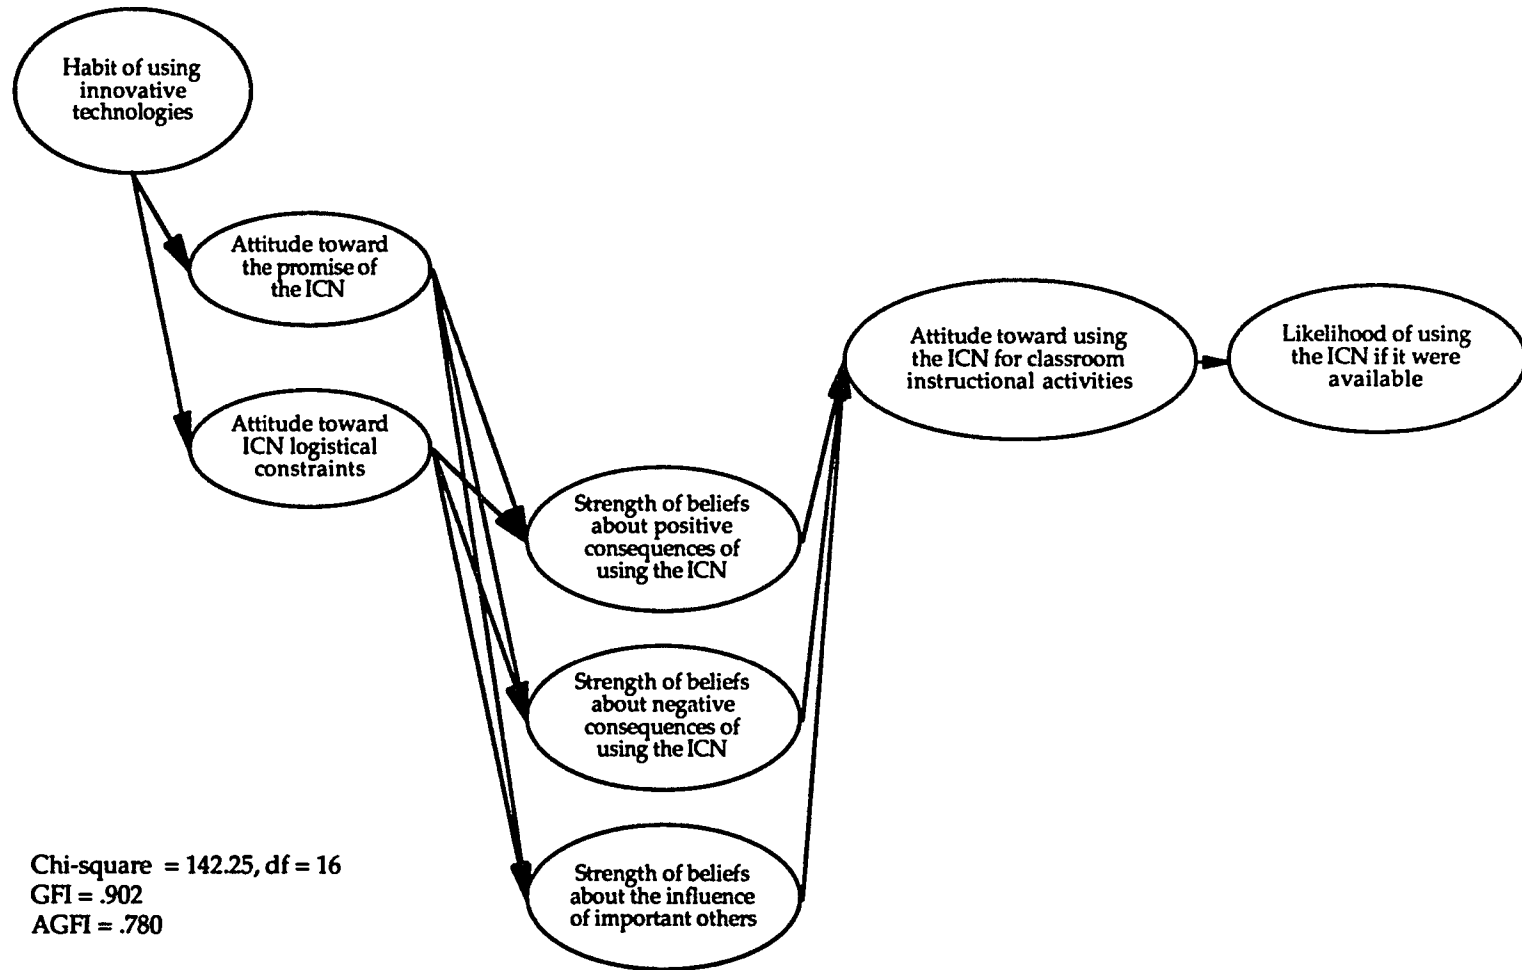 Habit of using
innovative
technologies
Attitude toward
the promise of
the ICN
Attitude toward
ICN logistical
constraints
Strength of beliefs
about positive
consequences of
using the ICN
Strength of beliefs
about negative
consequences of
using the ICN
Strength of beliefs
about the influence
of important others
Attitude toward using
the ICN for classroom
instructional activities
Likelihood of using
the ICN if it were
available
Chi-square = 142.25, df = 16
GFI = .902
AGFI = .780